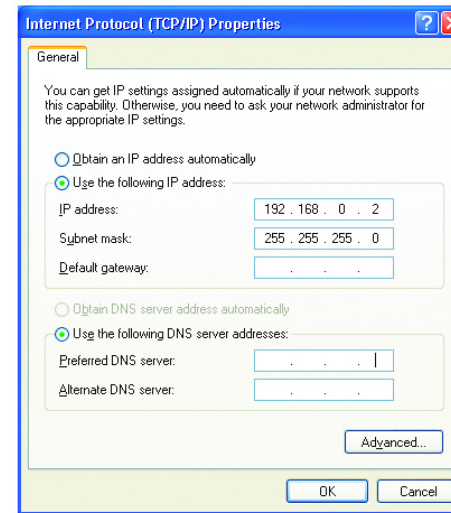 Internet Protocol (TCP/IP) Properties
General
You can get IP settings assigned automatically if your network supports
this capability. Otherwise, you need to ask your network administrator for
the appropriate IP settings.
Obtain an IP address automatically
Use the following IP address:
IP address: 192 . 168 . 0 . 2
Subnet mask: 255 . 255 . 255 . 0
Default gateway: . . .
Obtain DNS server address automatically
Use the following DNS server addresses:
Preferred DNS server: . . .
Alternate DNS server: . . .
Advanced...
OK Cancel